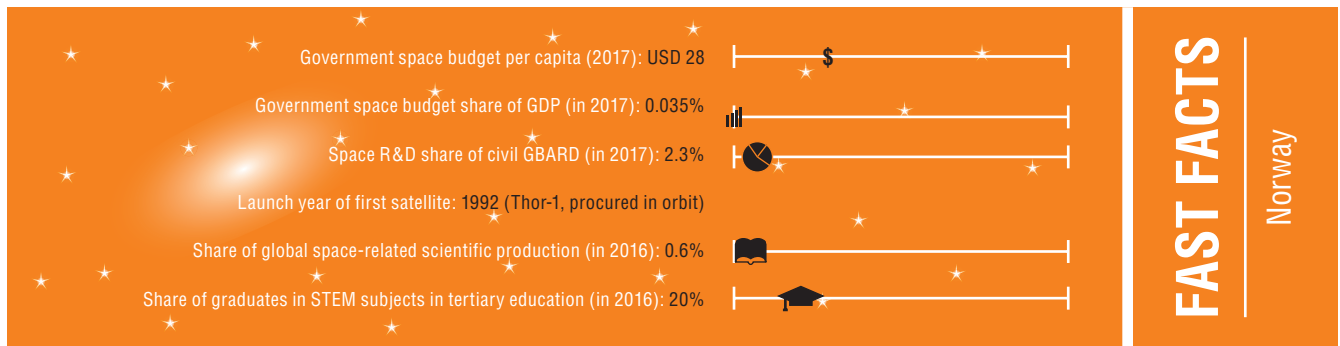 Government space budget per capita (2017): USD 28
$
Government space budget share of GDP (in 2017): 0.035%
Space R&D share of civil GBARD (in 2017): 2.3%
Launch year of first satellite: 1992 (Thor-1, procured in orbit)
Share of global space-related scientific production (in 2016): 0.6%
Share of graduates in STEM subjects in tertiary education (in 2016): 20%
FAST FACTS
Norway